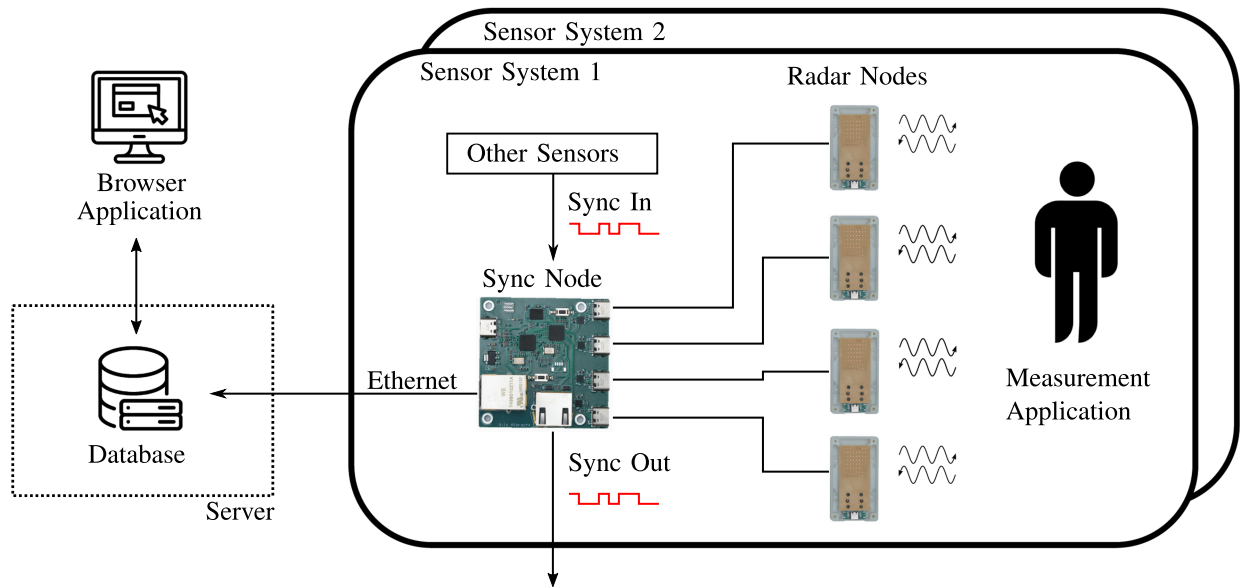 Sensor System 2
Sensor System 1
Radar Nodes
Other Sensors
Browser
Application
Sync In
Sync Node
Ethernet
Measurement
Application
Database
Sync Out
Server